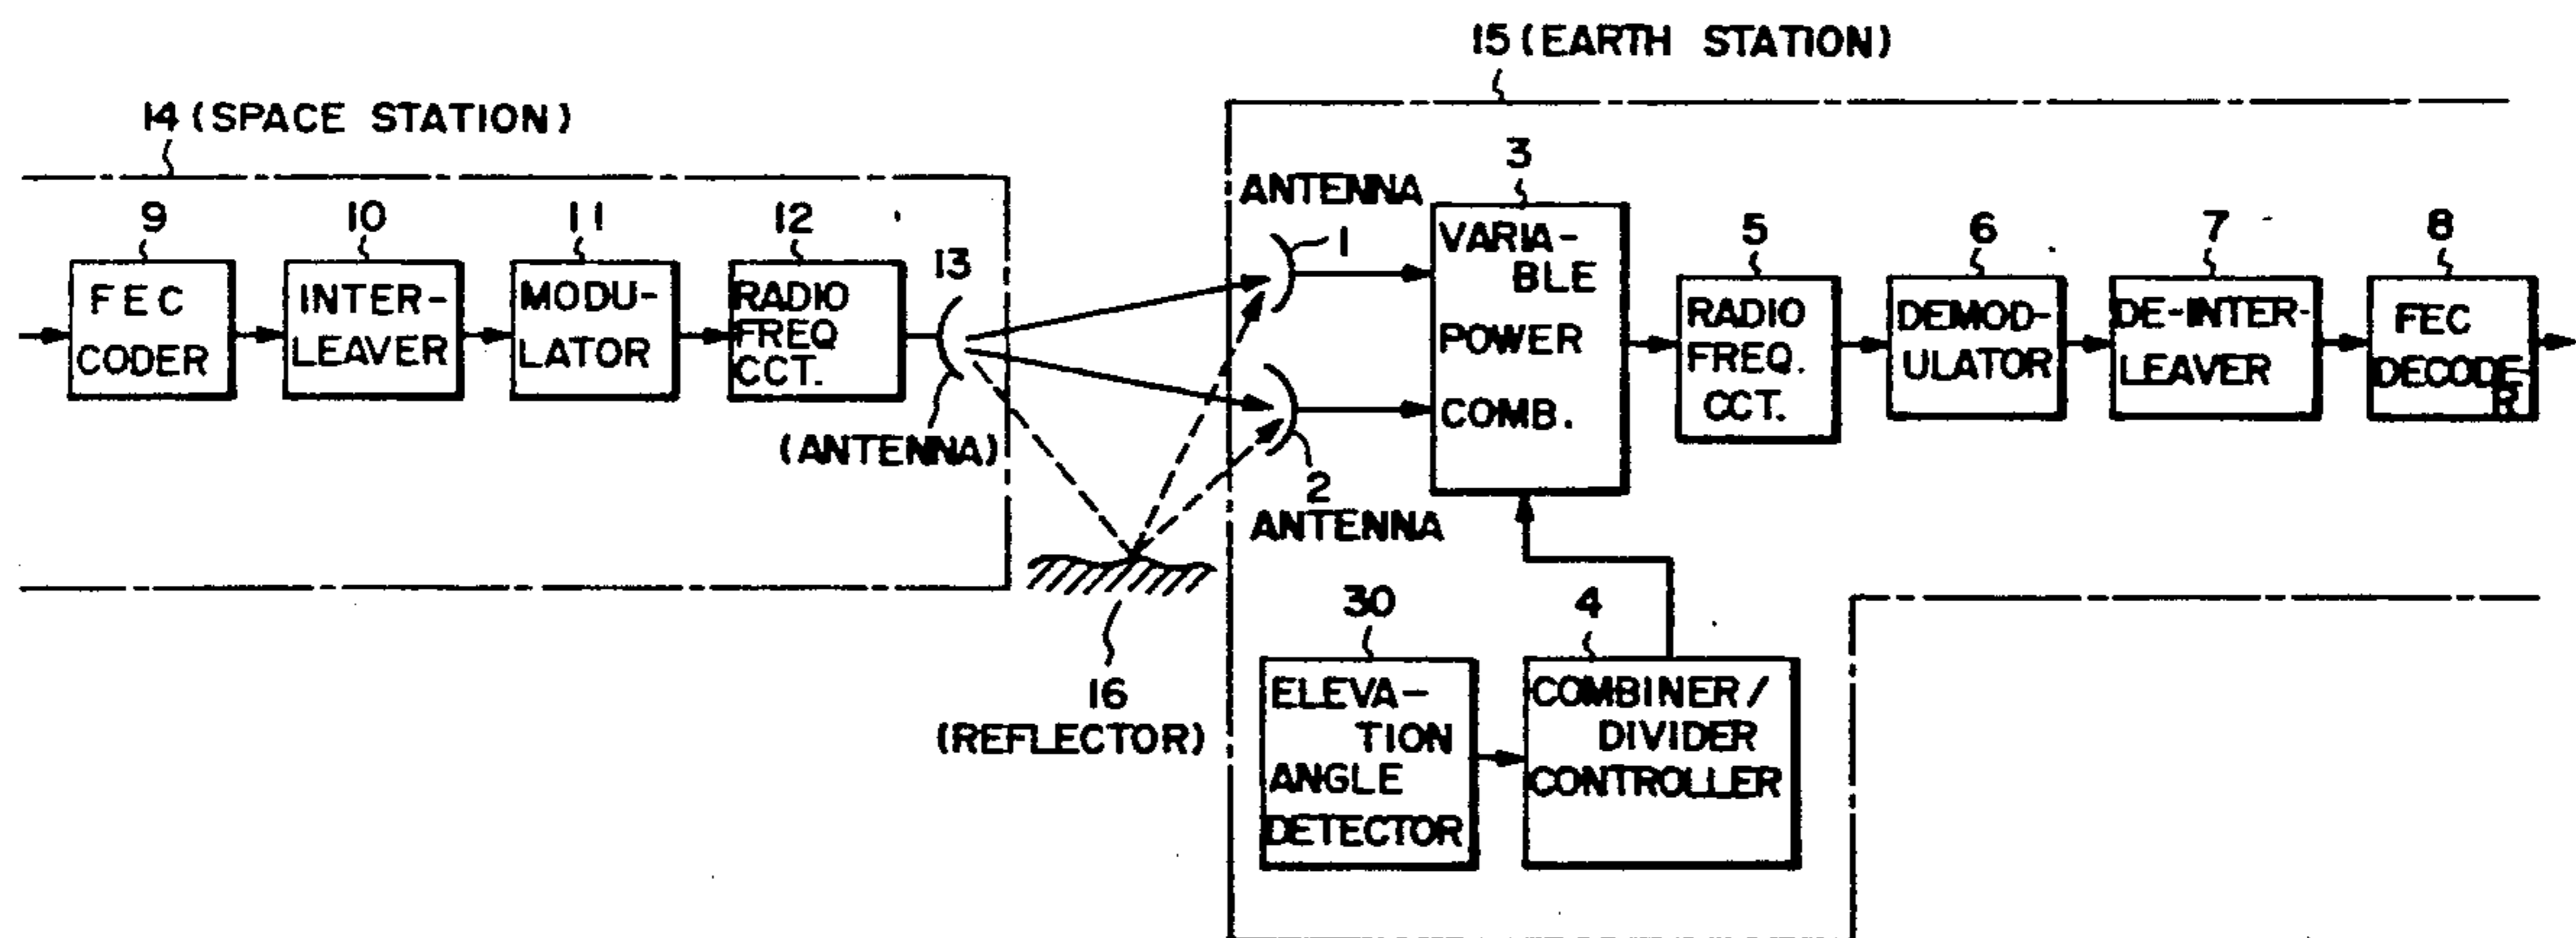 15 (EARTH STATION)
14 (SPACE STATION)
9
FEC
CODER
10
INTER-
LEAVER
11
MODU-
LATOR
12
RADIO
FREQ
CCT.
13
(ANTENNA)
16
(REFLECTOR)
ANTENNA
1
2
ANTENNA
3
VARIA-
BLE
POWER
COMB.
5
RADIO
FREQ.
CCT.
6
DEMOD-
ULATOR
7
DE-INTER-
LEAVER
8
FEC
DECODE-
R
30
ELEVA-
TION
ANGLE
DETECTOR
4
COMBINER/
DIVIDER
CONTROLLER